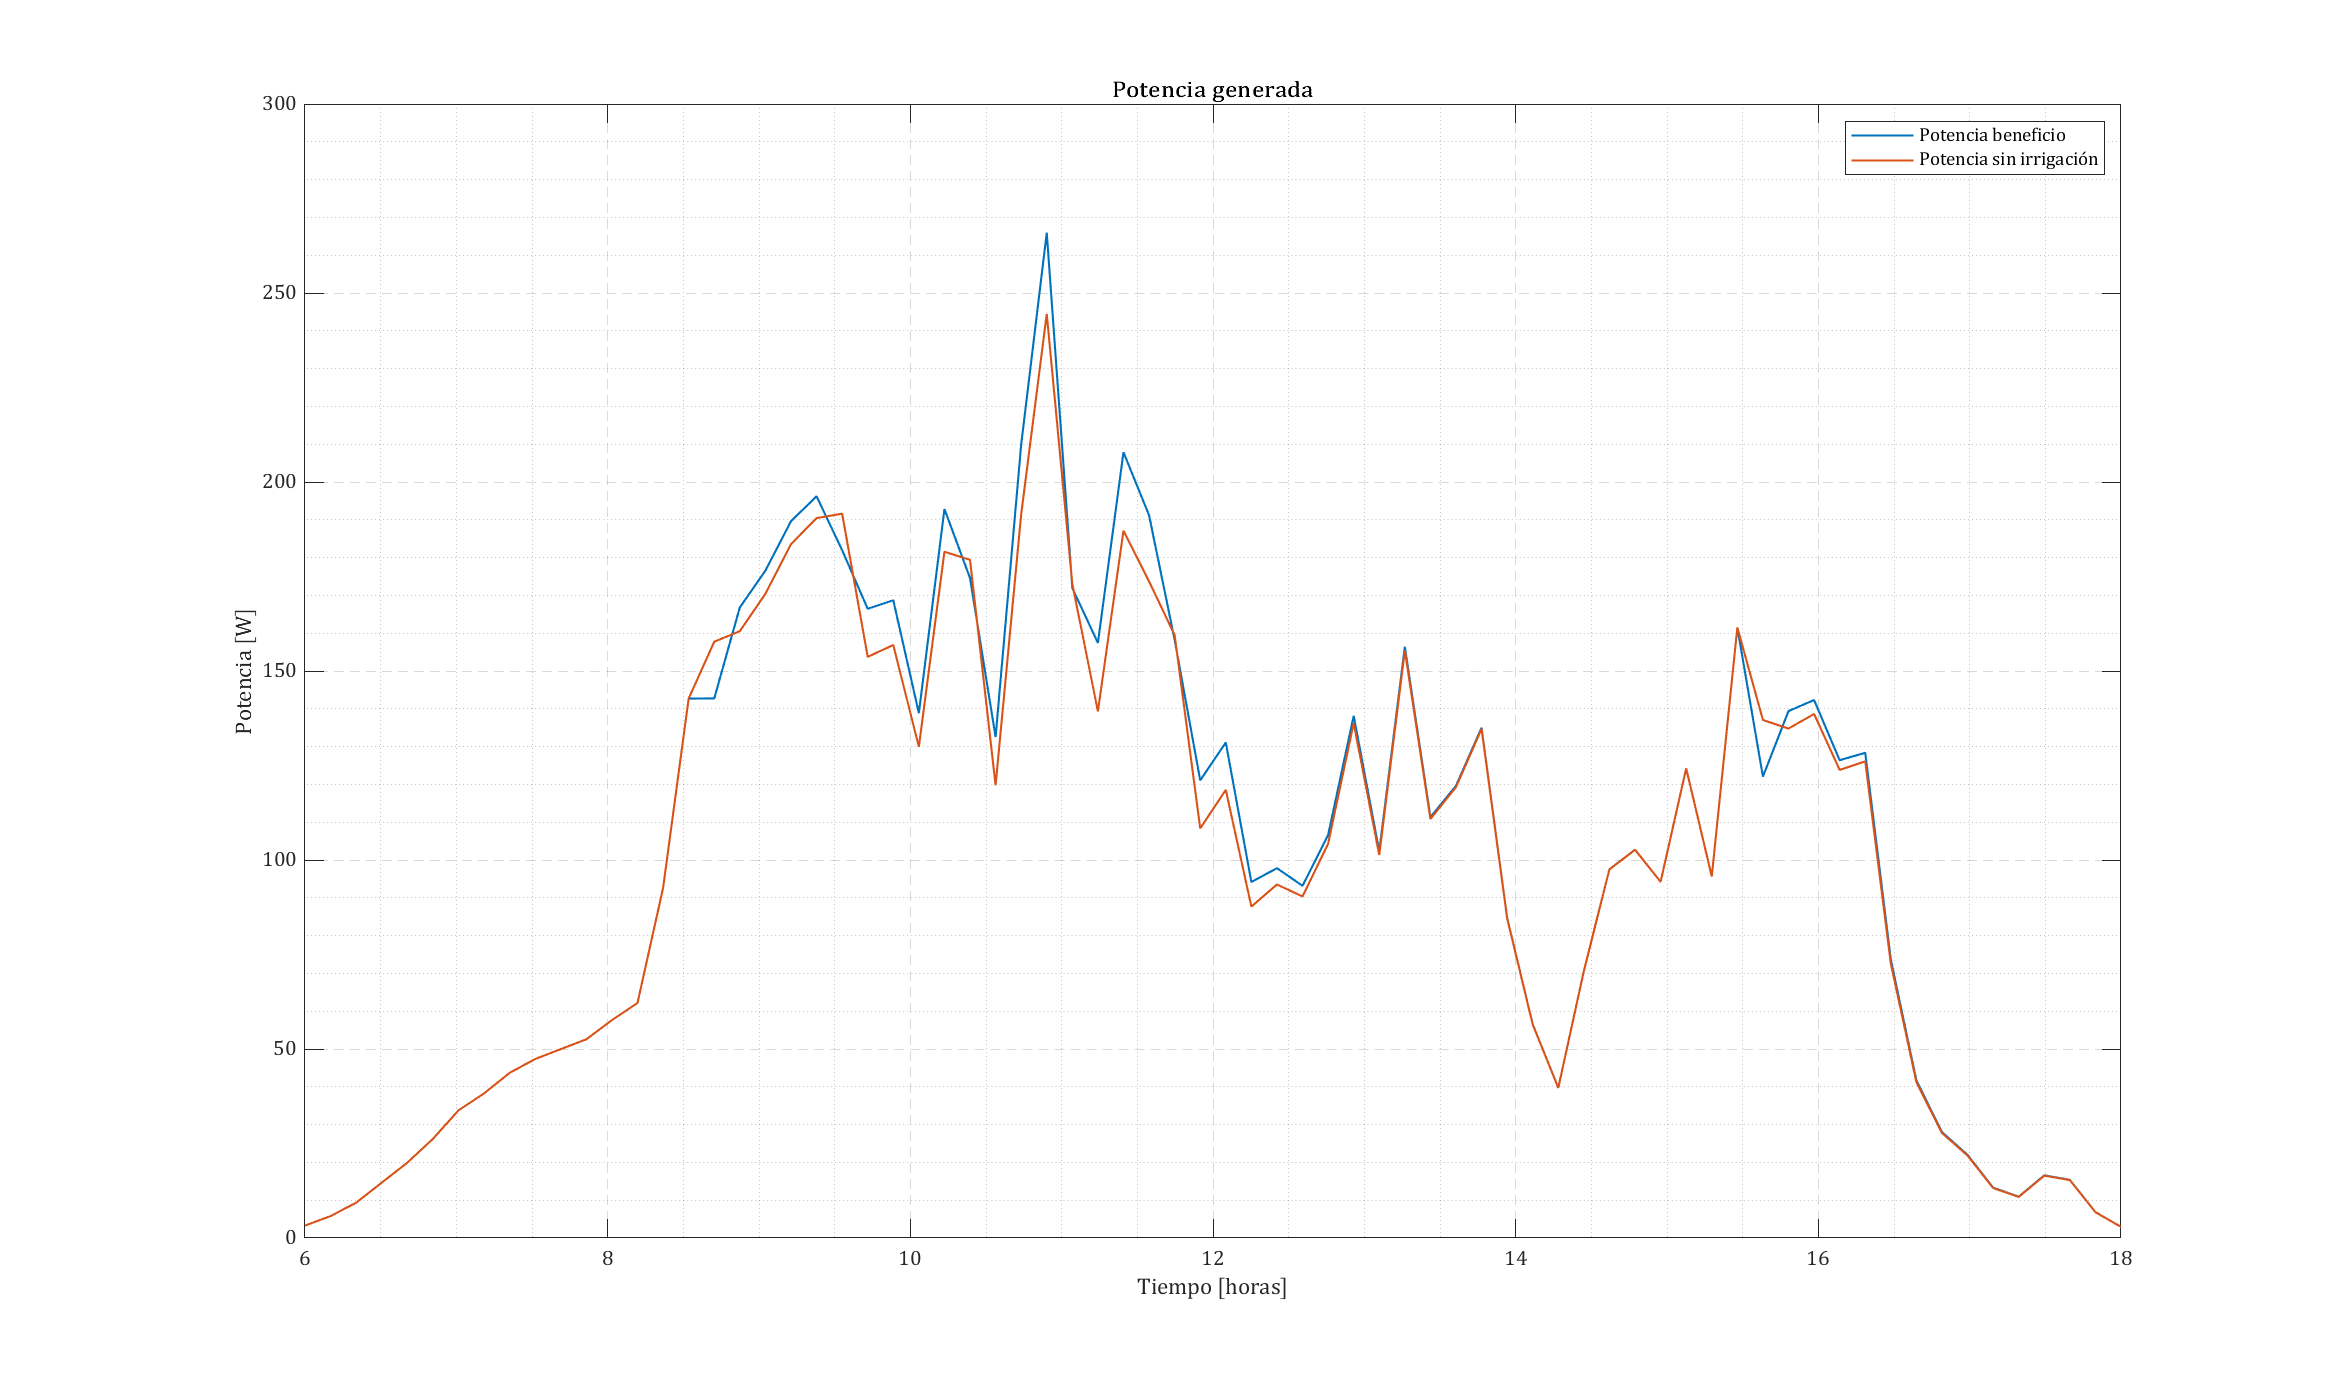 Potencia generada
300
250
200
150
100
50
0
Potencia [W]
Potencia beneficio
Potencia sin irrigación
6 8 10 12 14 16 18
Tiempo [horas]